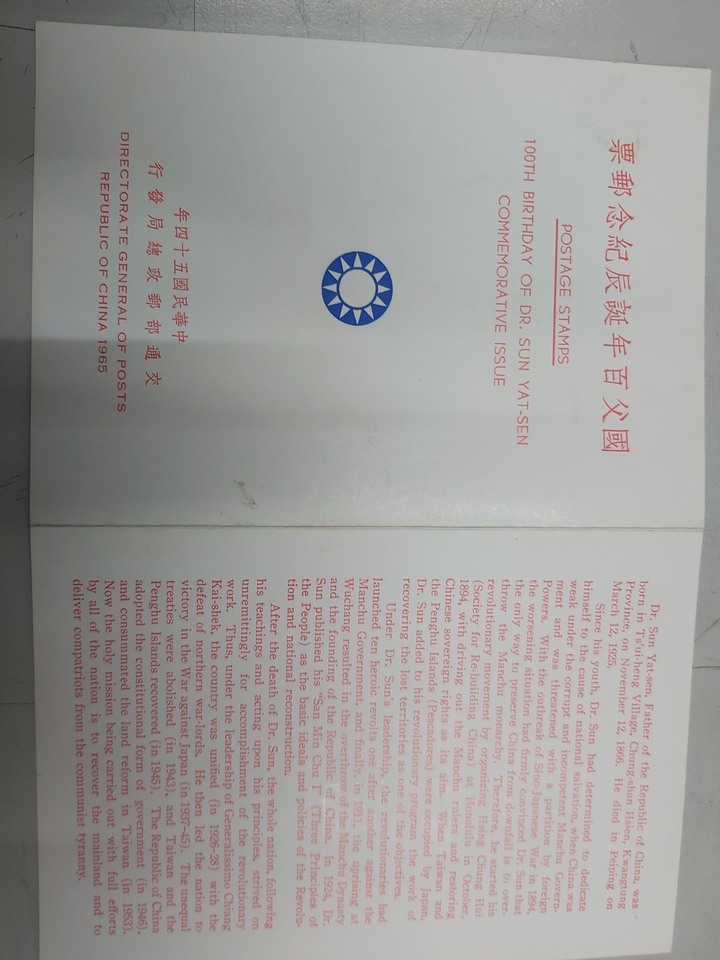 國父百年誕辰紀念郵票
POSTAGE STAMPS
100TH BIRTHDAY OF DR. SUN YAT-SEN
COMMEMORATIVE ISSUE
中華民國五十四年
交通部郵政總局發行
DIRECTORATE GENERAL OF POSTS
REPUBLIC OF CHINA 1965
Dr. Sun Yat-sen, Father of the Republic of China, was
born in Ts'ui-heng Village, Chung-shan Hsien, Kwangtung
Province, on November 12, 1866. He died in Peiping on
March 12, 1925.
Since his youth, Dr. Sun had determined to dedicate
himself to the cause of national salvation, when China was
weak under the corrupt and incompetent Manchu Govern-
ment and was threatened with a partition by foreign
Powers. With the outbreak of Sino-Japanese War in 1894,
the worsening situation had firmly convinced Dr. Sun that
the only way to preserve China from downfall is to over-
throw the Manchu monarchy. Therefore, he started his
revolutionary movement by organizing Hsing Chung Hui
(Society for Re-building China) at Honolulu in October,
1894, with driving out the Manchu rulers and restoring
Chinese sovereign rights as its aim. When Taiwan and
the Penghu Islands (Pescadores) were occupied by Japan,
Dr. Sun added to his revolutionary program the work of
recovering the lost territories as one of the objectives.
Under Dr. Sun's leadership, the revolutionaries had
launched ten heroic revolts one after another against the
Manchu Government, and finally, in 1911, the uprising at
Wuchang resulted in the overthrow of the Manchu Dynasty
and the founding of the Republic of China. In 1924, Dr.
Sun published his "San Min Chu I" (Three Principles of
the People) as the basic ideals and policies of the Revolu-
tion and national reconstruction.
After the death of Dr. Sun, the whole nation, following
his teachings and acting upon his principles, strived on
unremittingly for accomplishment of the revolutionary
work. Thus, under the leadership of Generalissimo Chiang
Kai-shek, the country was unified (in 1926-28) with the
defeat of northern war-lords. He then led the nation to
victory in the War against Japan (in 1937-45). The unequal
treaties were abolished (in 1943), and Taiwan and the
Penghu Islands recovered (in 1945). The Republic of China
adopted the constitutional form of government (in 1946),
and consummated the land reform in Taiwan (in 1953).
Now the holy mission being carried out with full efforts
by all of the nation is to recover the mainland and to
deliver compatriots from the communist tyranny.